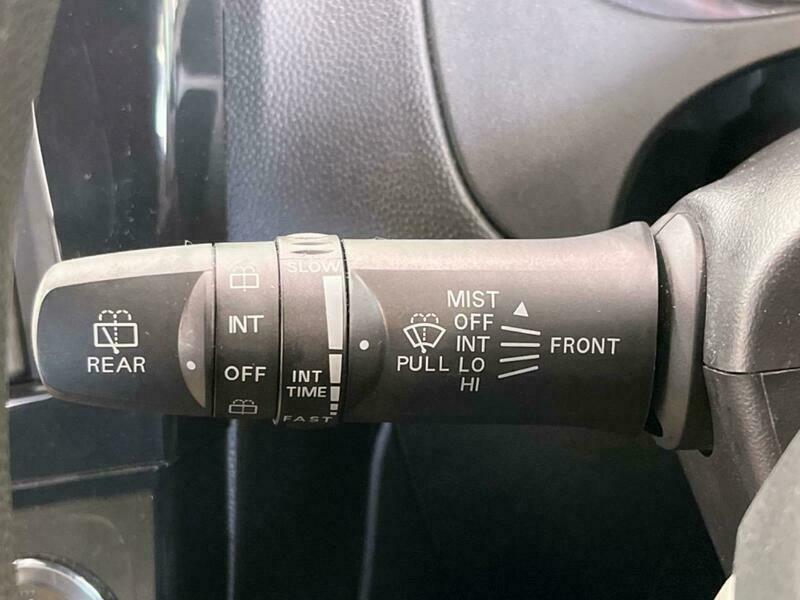 REAR
INT
OFF
SLOW
INT
TIME
FAST
PULL
MIST
OFF
INT
LO
HI
FRONT